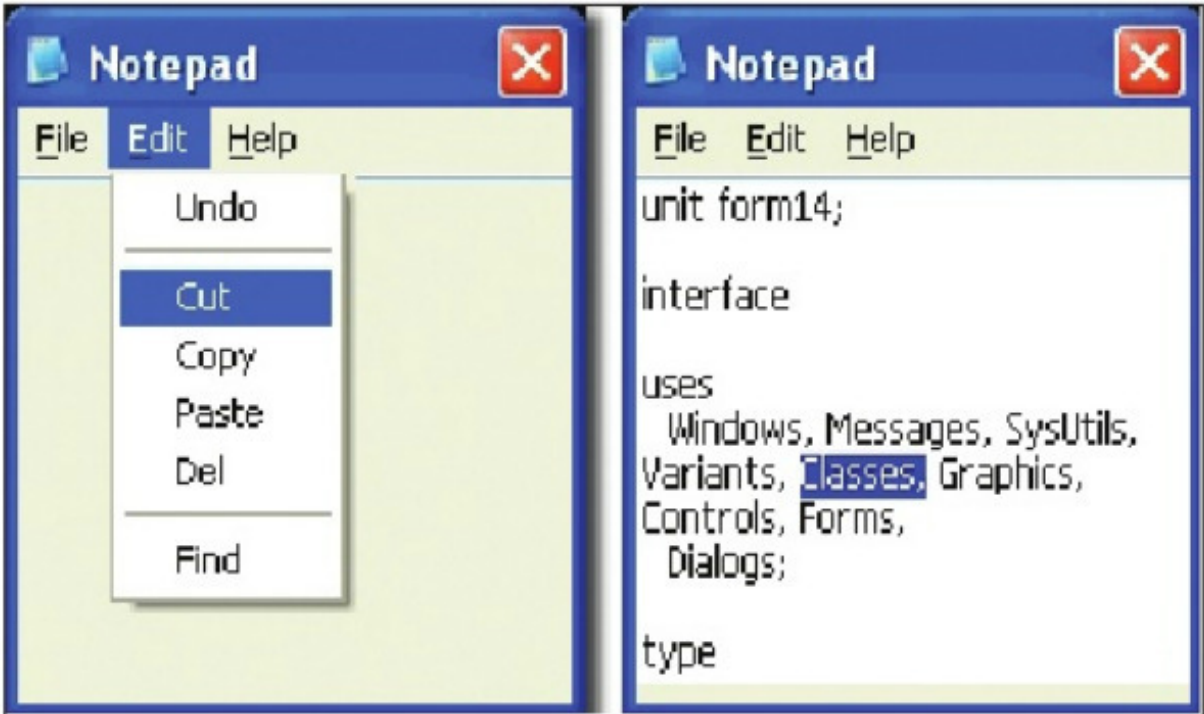 Notepad
File Edit Help
Undo
Cut
Copy
Paste
Del
Find
Notepad
File Edit Help
unit form14;
interface
uses
Windows, Messages, SysUtils,
Variants, Classes, Graphics,
Controls, Forms,
Dialogs;
type